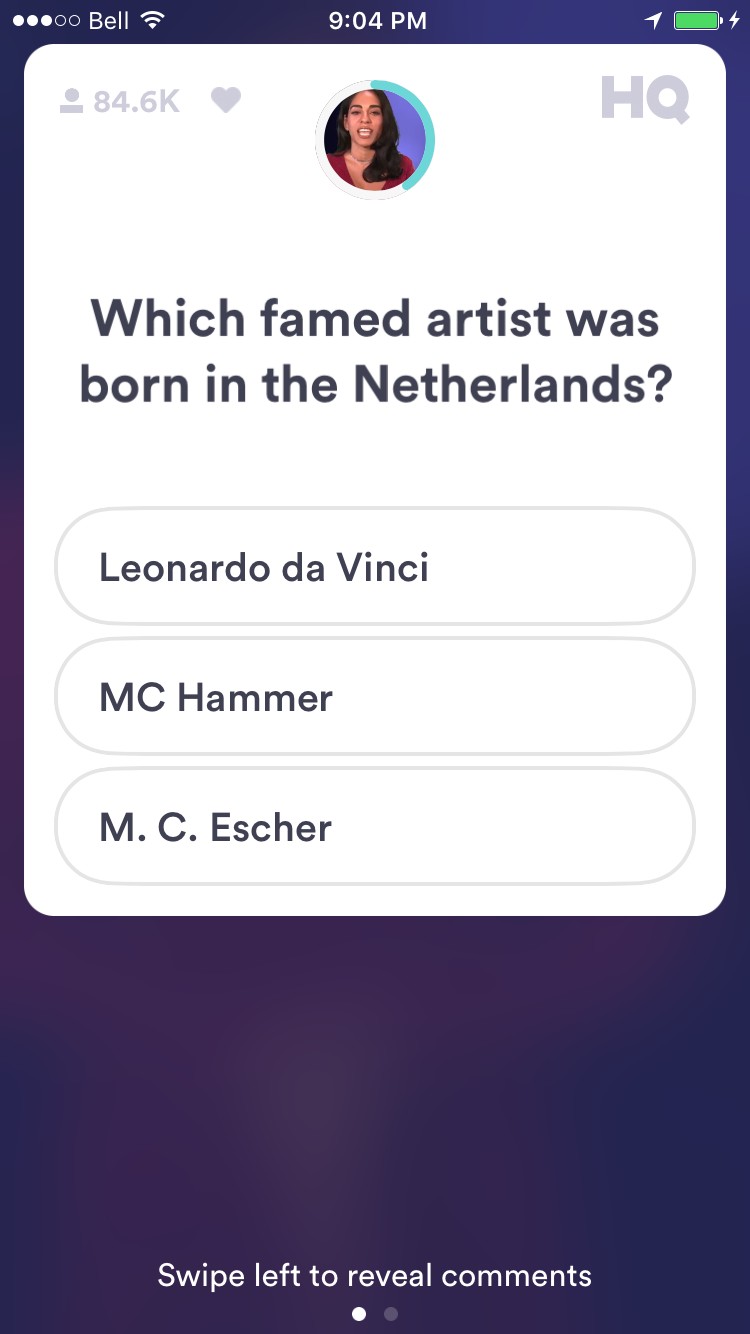 Bell 9:04 PM
84.6K HQ
Which famed artist was
born in the Netherlands?
Leonardo da Vinci
MC Hammer
M. C. Escher
Swipe left to reveal comments